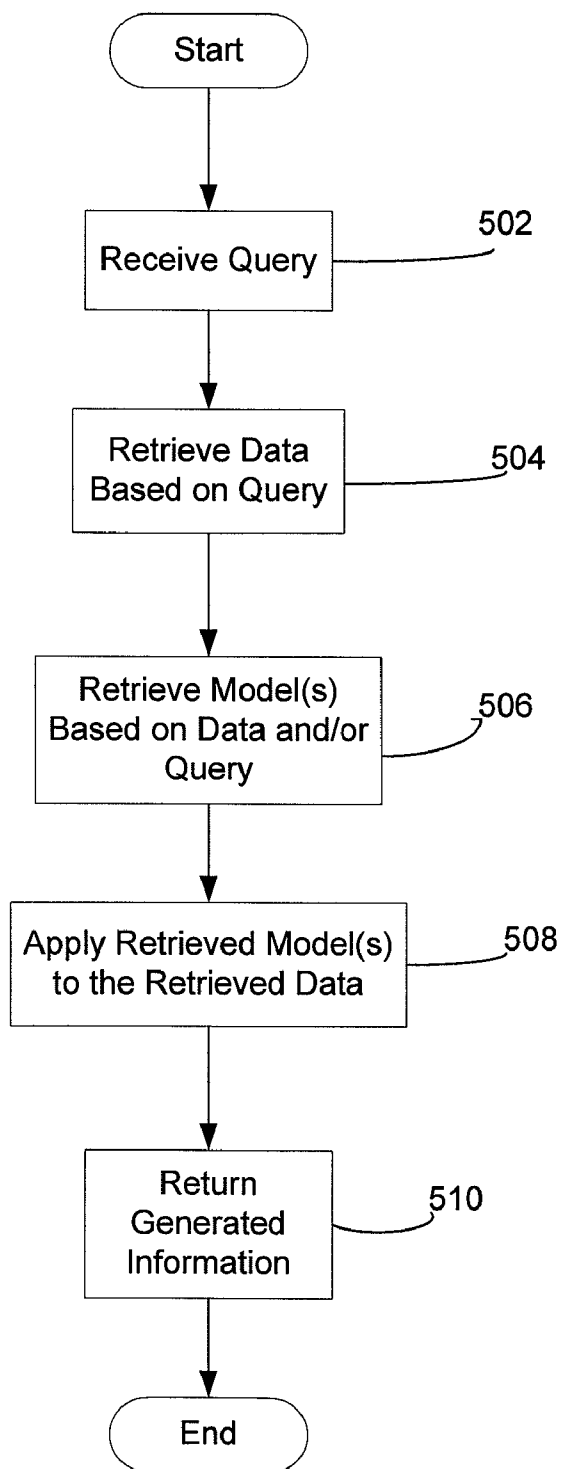 Start
502
Receive Query
504
Retrieve Data
Based on Query
506
Retrieve Model(s)
Based on Data and/or
Query
508
Apply Retrieved Model(s)
to the Retrieved Data
510
Return
Generated
Information
End